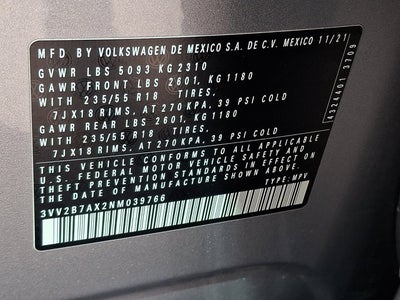 MFD BY VOLKSWAGEN DE MEXICO S.A. DE C.V. MEXICO 11/21
GVWR LBS 5093 KG 2310
GAWR FRONT LBS 2601, KG 1180
WITH 235/55 R18 TIRES,
7JX18 RIMS, AT 270 KPA, 39 PSI COLD
GAWR REAR LBS 2601, KG 1180
WITH 235/55 R18 TIRES,
7JX18 RIMS, AT 270 KPA, 39 PSI COLD
THIS VEHICLE CONFORMS TO ALL APPLICABLE
U.S. FEDERAL MOTOR VEHICLE SAFETY AND
THEFT PREVENTION STANDARDS IN EFFECT ON
THE DATE OF MANUFACTURE SHOWN ABOVE.
3VV2B7AX2NM039766 TYPE: MPV
4324401 3709